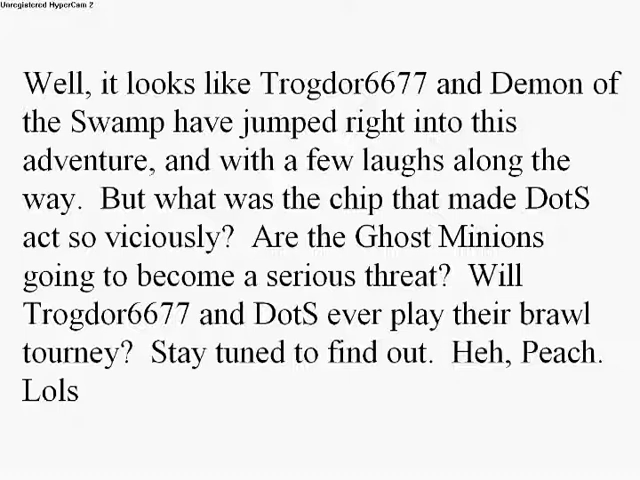 Unregistered HyperCam 2
Well, it looks like Trogdor6677 and Demon of
the Swamp have jumped right into this
adventure, and with a few laughs along the
way.  But what was the chip that made DotS
act so viciously?  Are the Ghost Minions
going to become a serious threat?  Will
Trogdor6677 and DotS ever play their brawl
tourney?  Stay tuned to find out.  Heh, Peach.
Lols